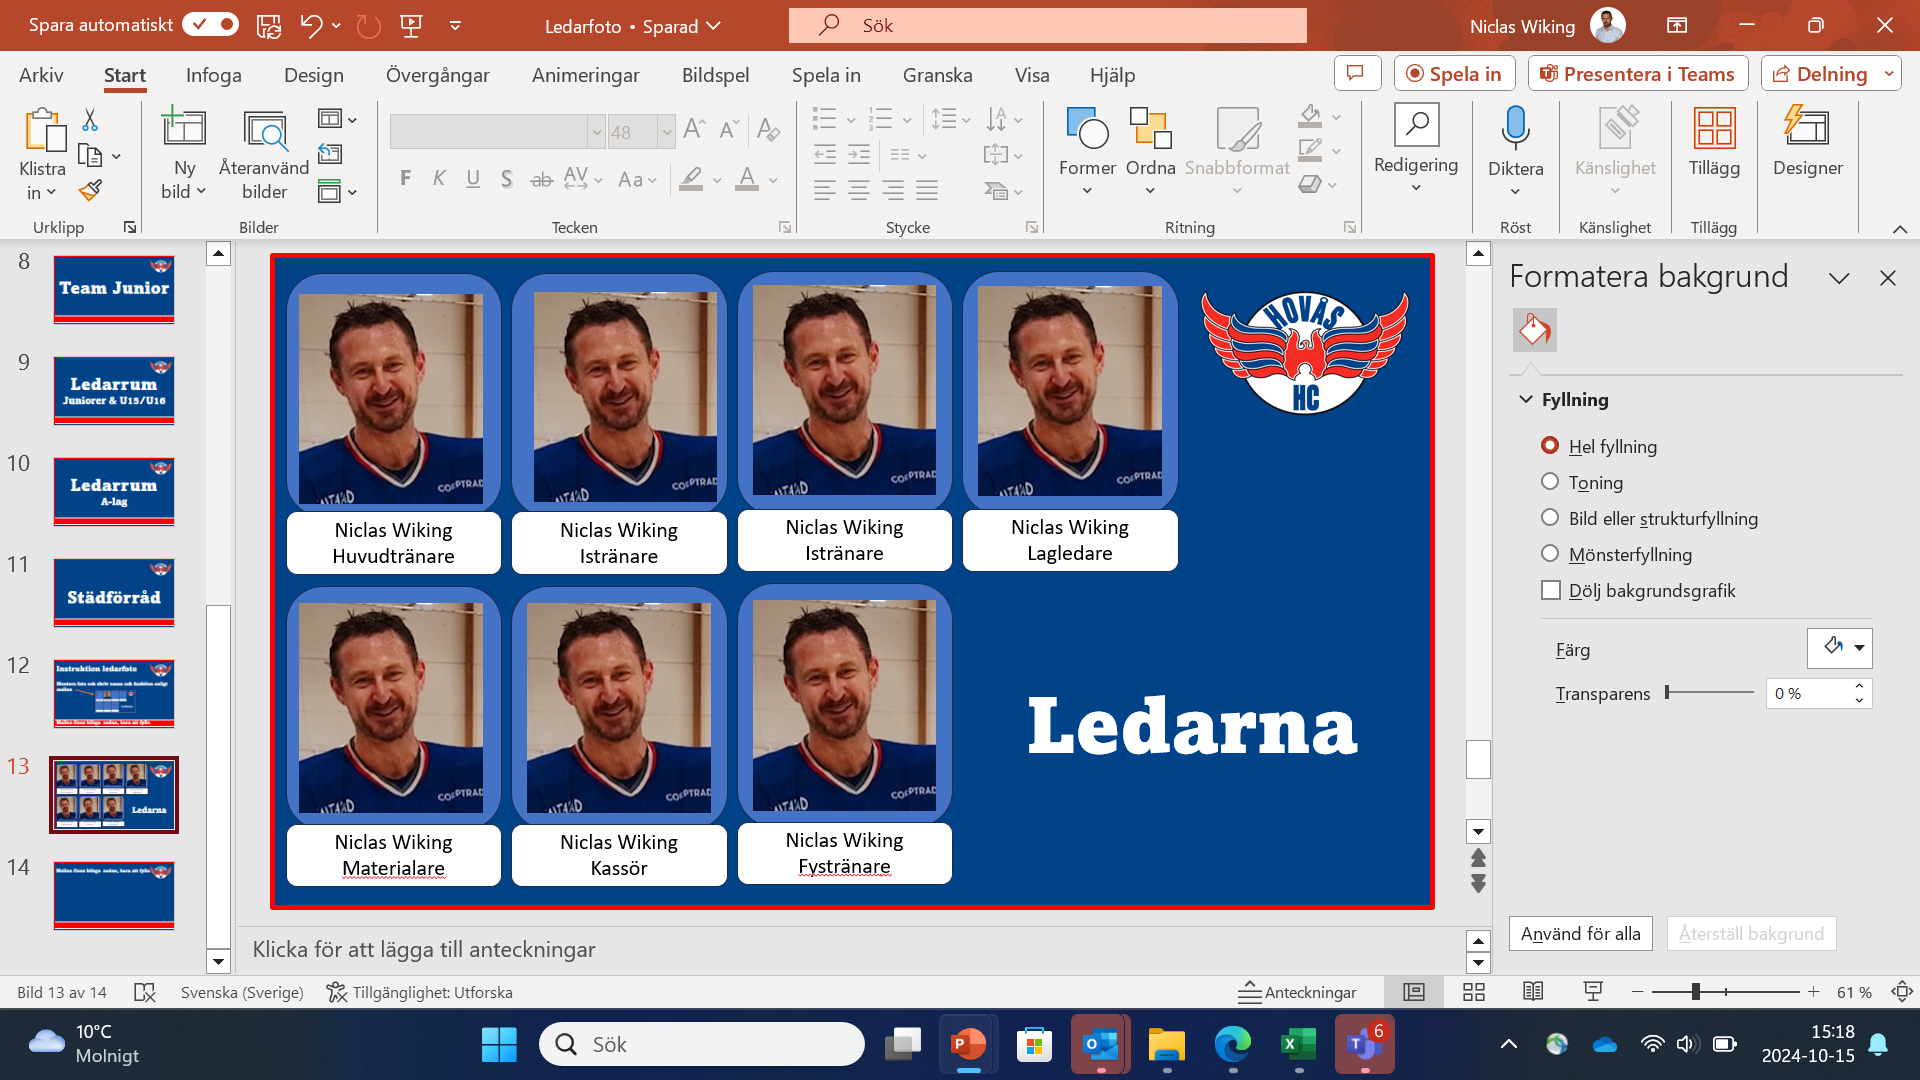 Spara automatiskt
Ledarfoto • Sparad
Sök
Niclas Wiking
Arkiv Start Infoga Design Övergångar Animeringar Bildspel Spela in Granska Visa Hjälp
Spela in
Presentera i Teams
Delning
Klistra in
Ny bild
Återanvänd bilder
48
F K U S ab AV Aa A
Former
Ordna
Snabbformat
Redigering
Diktera
Känslighet
Tillägg
Designer
Urklipp Bilder Tecken Stycke Ritning Röst Känslighet Tillägg
8
Team Junior
9
Ledarrum
Juniorer & U15/U16
10
Ledarrum
A-lag
11
Städförråd
12
Instruktion ledarfoto
13
Ledarna
14
HOVÅS
HC
Niclas Wiking
Huvudtränare
Niclas Wiking
Istränare
Niclas Wiking
Istränare
Niclas Wiking
Lagledare
Niclas Wiking
Materialare
Niclas Wiking
Kassör
Niclas Wiking
Fystränare
Ledarna
Klicka för att lägga till anteckningar
Formatera bakgrund
Fyllning
Hel fyllning
Toning
Bild eller strukturfyllning
Mönsterfyllning
Dölj bakgrundsgrafik
Färg
Transparens
0 %
Använd för alla
Återställ bakgrund
Bild 13 av 14
Svenska (Sverige)
Tillgänglighet: Utforska
Anteckningar
61 %
10°C
Molnigt
Sök
6
15:18
2024-10-15